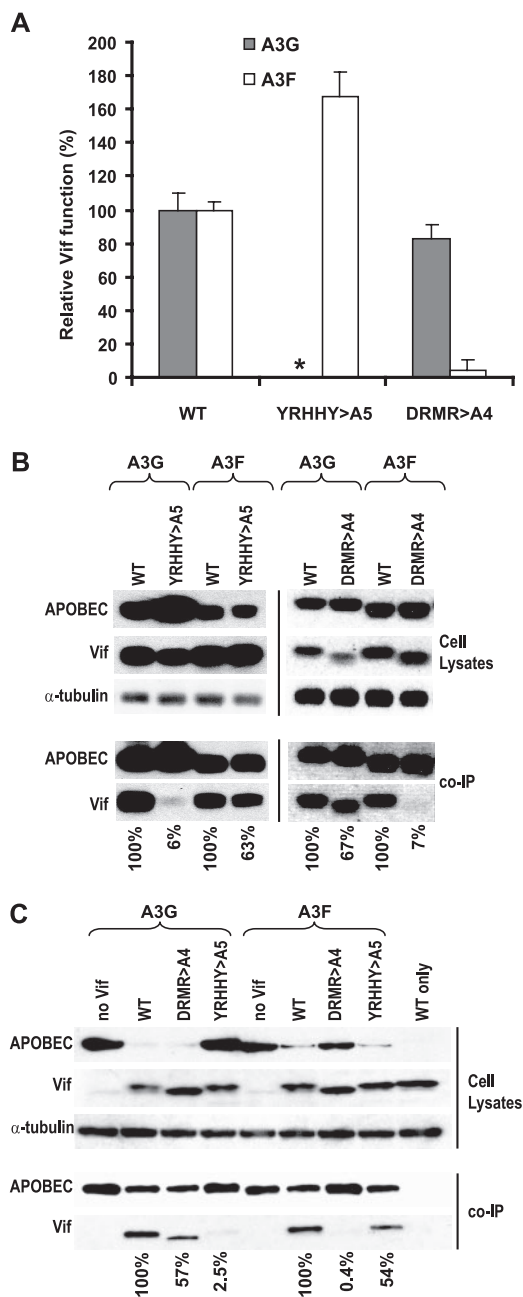 A
A3G
A3F
Relative Vif function (%)
200
180
160
140
120
100
80
60
40
20
0
*
WT
YRHHY>A5
DRMR>A4
B
A3G
A3F
A3G
A3F
WT
YRHHY>A5
WT
YRHHY>A5
WT
DRMR>A4
WT
DRMR>A4
APOBEC
Vif
α-tubulin
Cell
Lysates
APOBEC
Vif
co-IP
100%
6%
100%
63%
100%
67%
100%
7%
C
A3G
A3F
no Vif
WT
DRMR>A4
YRHHY>A5
no Vif
WT
DRMR>A4
YRHHY>A5
WT only
APOBEC
Vif
α-tubulin
Cell
Lysates
APOBEC
Vif
co-IP
100%
57%
2.5%
100%
0.4%
54%